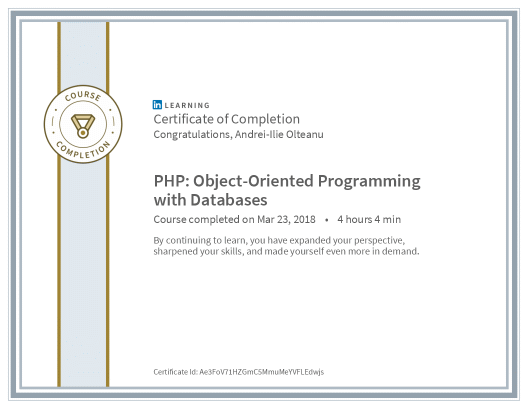 COURSE
COMPLETION
in LEARNING
Certificate of Completion
Congratulations, Andrei-Ilie Olteanu
PHP: Object-Oriented Programming
with Databases
Course completed on Mar 23, 2018 • 4 hours 4 min
By continuing to learn, you have expanded your perspective,
sharpened your skills, and made yourself even more in demand.
Certificate Id: Ae3FoV71HZGmC5MmuMeYVFLEdwjs